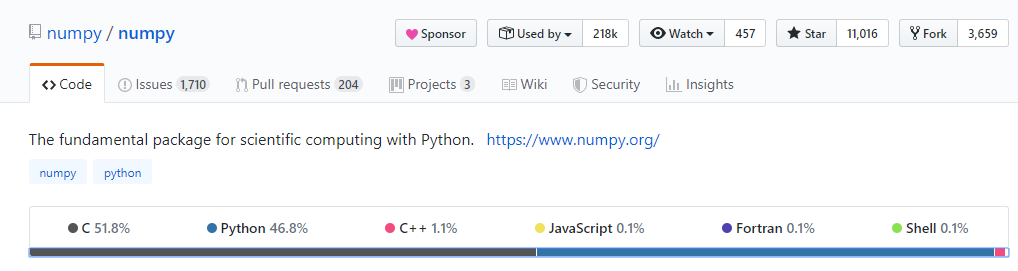 numpy / numpy Sponsor Used by 218k Watch 457 Star 11,016 Fork 3,659
Code Issues 1,710 Pull requests 204 Projects 3 Wiki Security Insights
The fundamental package for scientific computing with Python. https://www.numpy.org/
numpy python
C 51.8% Python 46.8% C++ 1.1% JavaScript 0.1% Fortran 0.1% Shell 0.1%